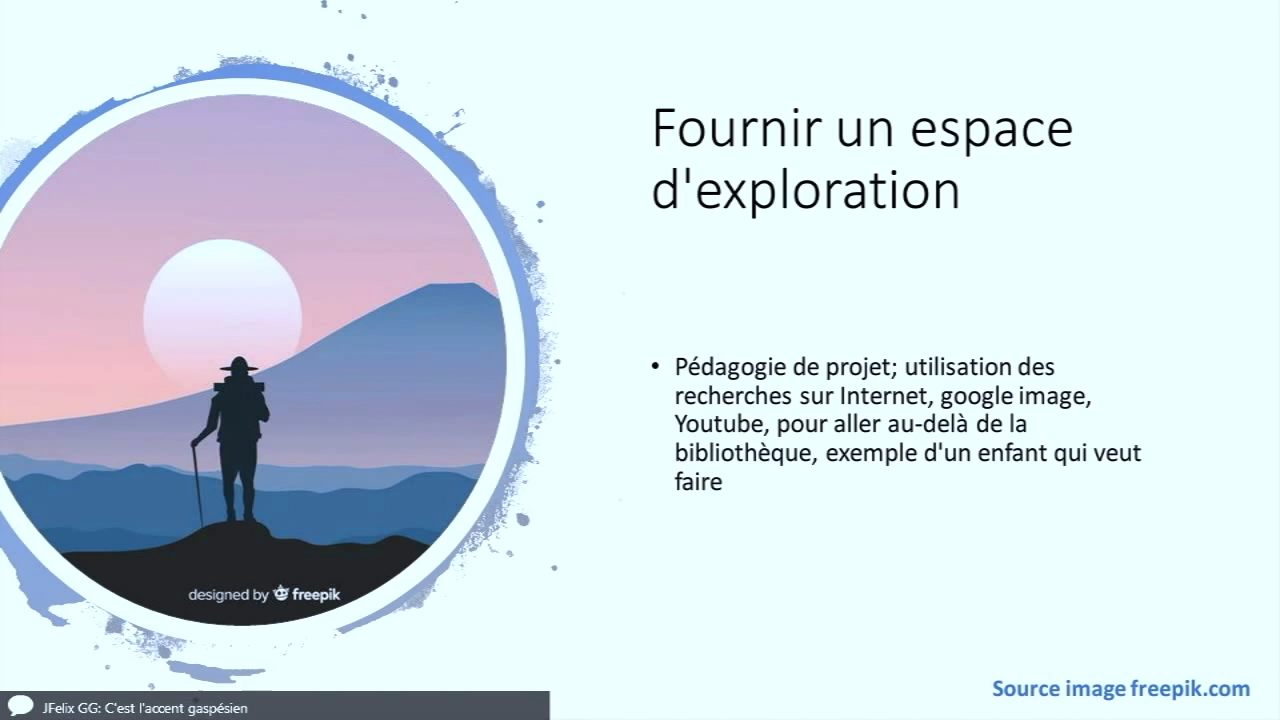 Fournir un espace
d'exploration
• Pédagogie de projet; utilisation des
recherches sur Internet, google image,
Youtube, pour aller au-delà de la
bibliothèque, exemple d'un enfant qui veut
faire
designed by freepik
Source image freepik.com
JFelix GG: C'est l'accent gaspésien